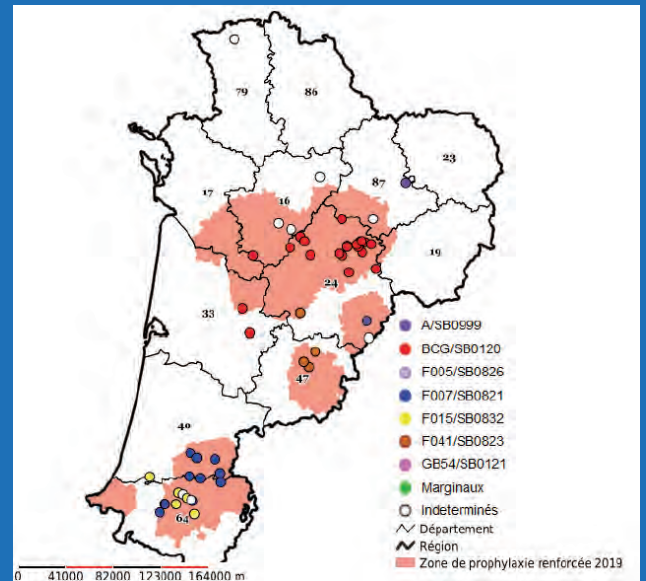 79
86
23
87
17
16
19
24
33
47
40
64
A/SB0999
BCG/SB0120
F005/SB0826
F007/SB0821
F015/SB0832
F041/SB0823
GB54/SB0121
Marginaux
Indeterminés
Département
Région
Zone de prophylaxie renforcée 2019
0 41000 82000 123000 164000 m